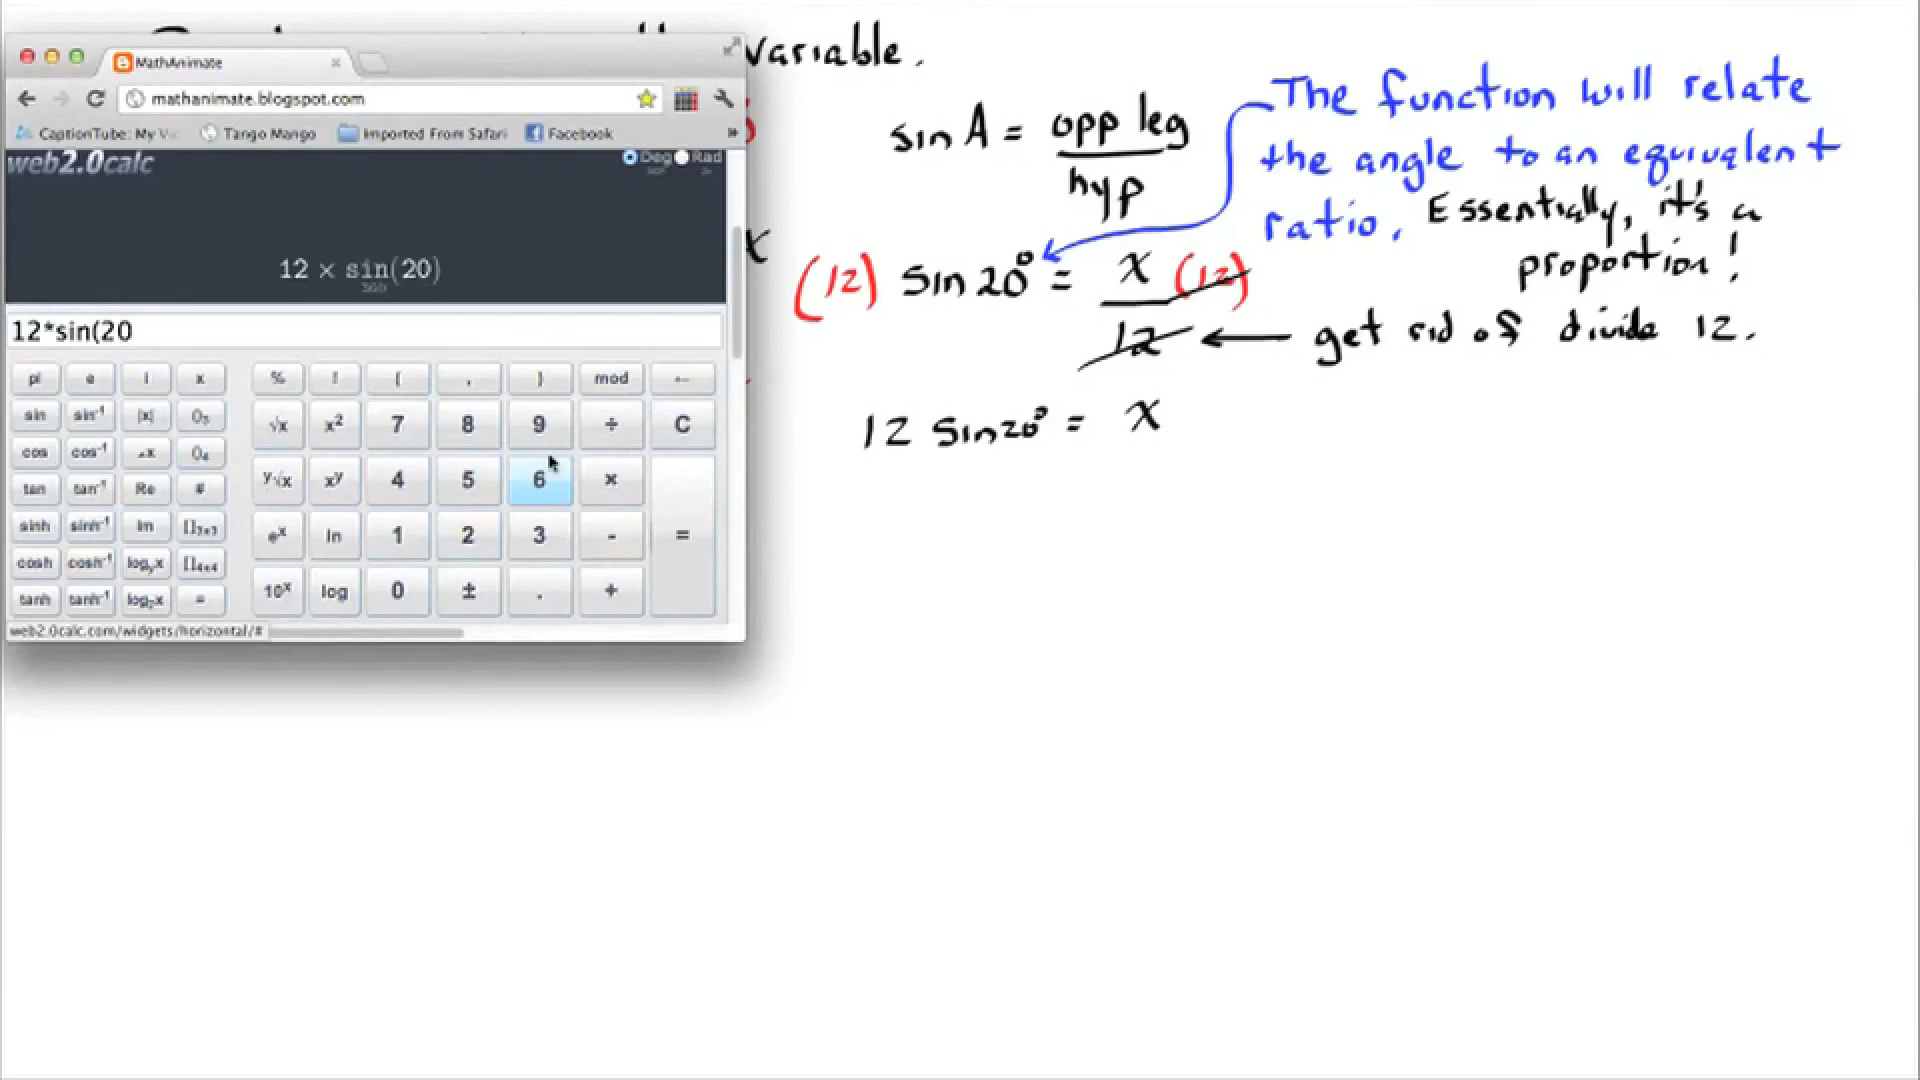 variable.
MathAnimate
mathanimate.blogspot.com
CaptionTube: My V
Tango Mango
Imported From Safari
Facebook
web2.0calc
Deg Rad
12 × sin(20)
360
12*sin(20
pi e i x % ! ( , ) mod ←
sin sin⁻¹ |x| √x x² 7 8 9 ÷ C
cos cos⁻¹ ʸ√x xʸ 4 5 6 ×
tan tan⁻¹ Re #
sinh sinh⁻¹ Im []3x3 eˣ ln 1 2 3 - =
cosh cosh⁻¹ logᵧx []4x4
tanh tanh⁻¹ log₂x = 10ˣ log 0 ± . +
web2.0calc.com/widgets/horizontal/#
x
sin A = opp leg
hyp
The function will relate
the angle to an equivalent
ratio. Essentially, it's a
proportion!
(12) sin 20° = x (12)
12 ← get rid of divide 12.
12 sin 20° = x